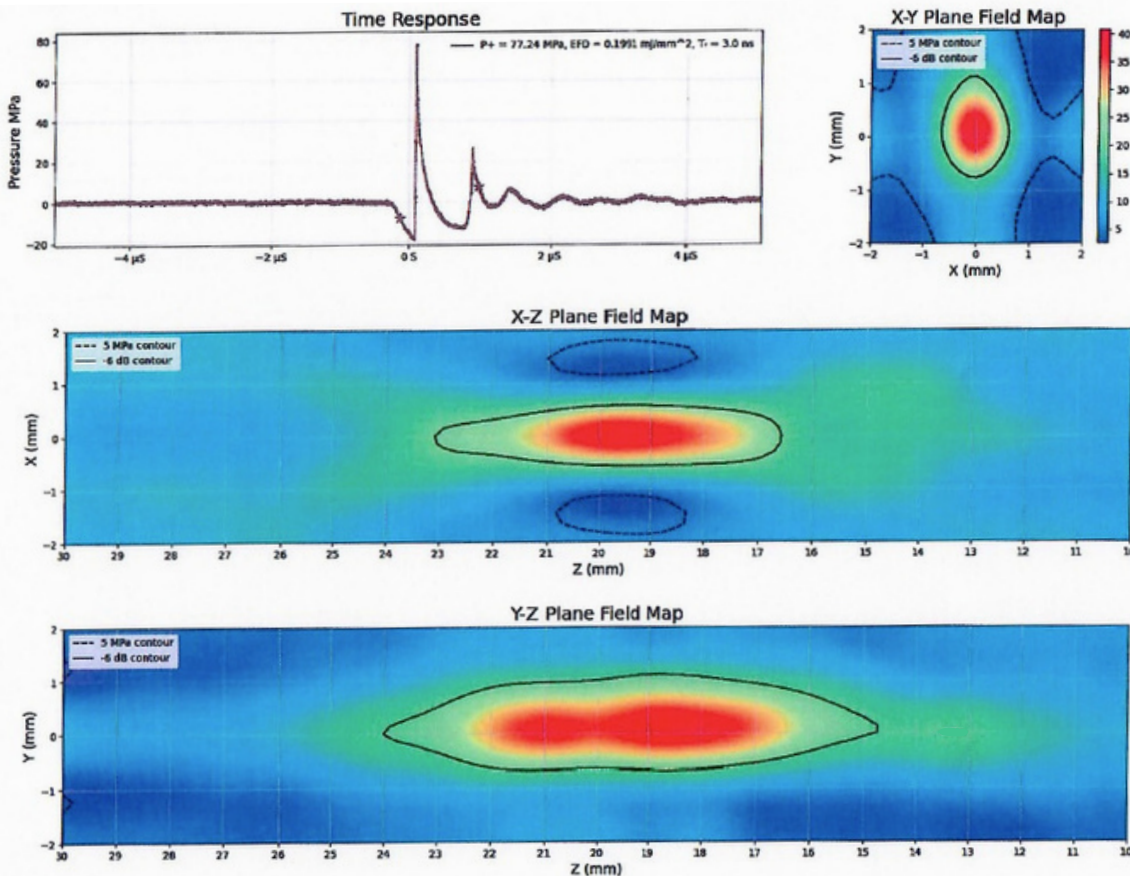 Time Response
P+ = 77.24 MPa, EFD = 0.1991 mJ/mm^2, Tᵣ = 3.0 ns
80
60
40
20
0
−20
Pressure MPa
−4 µS
−2 µS
0 S
2 µS
4 µS
X-Y Plane Field Map
5 MPa contour
-6 dB contour
2
1
0
−1
−2
Y (mm)
−2
−1
0
1
2
X (mm)
40
35
30
25
20
15
10
5
X-Z Plane Field Map
5 MPa contour
-6 dB contour
2
1
0
−1
−2
X (mm)
30 29 28 27 26 25 24 23 22 21 20 19 18 17 16 15 14 13 12 11 10
Z (mm)
Y-Z Plane Field Map
5 MPa contour
-6 dB contour
2
1
0
−1
−2
Y (mm)
30 29 28 27 26 25 24 23 22 21 20 19 18 17 16 15 14 13 12 11 10
Z (mm)